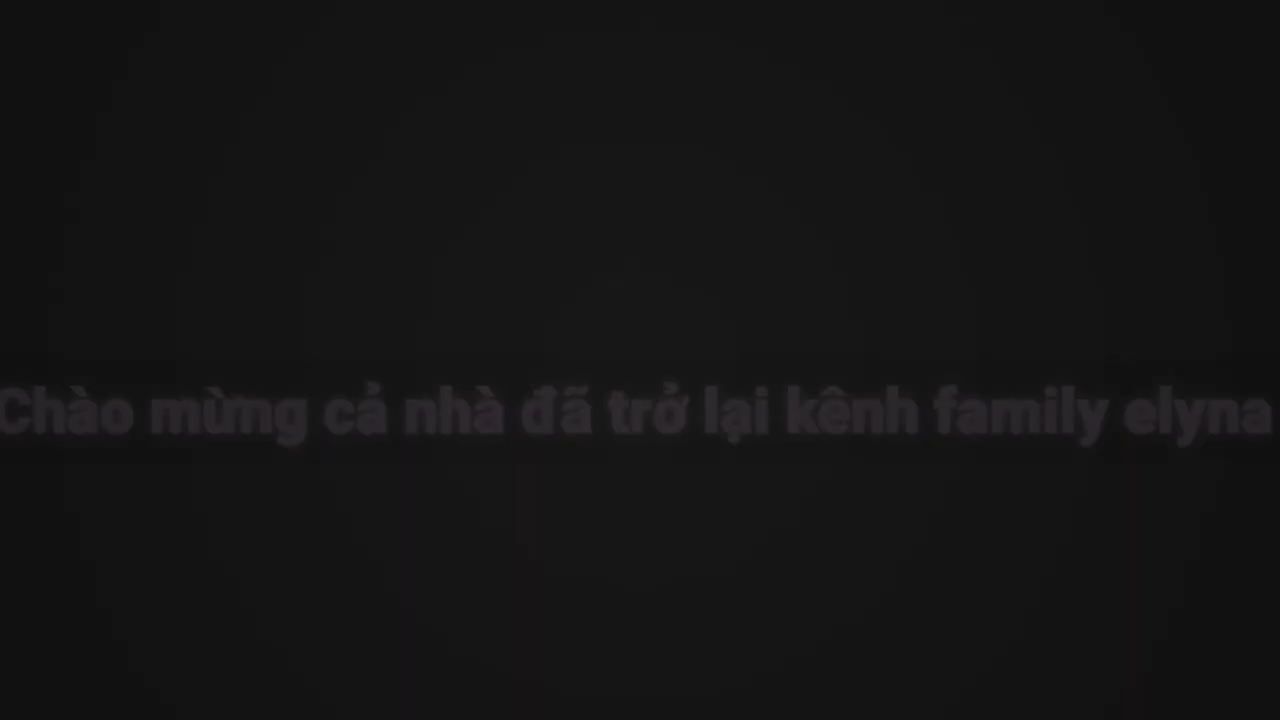 Chào mừng cả nhà đã trở lại kênh family elyna